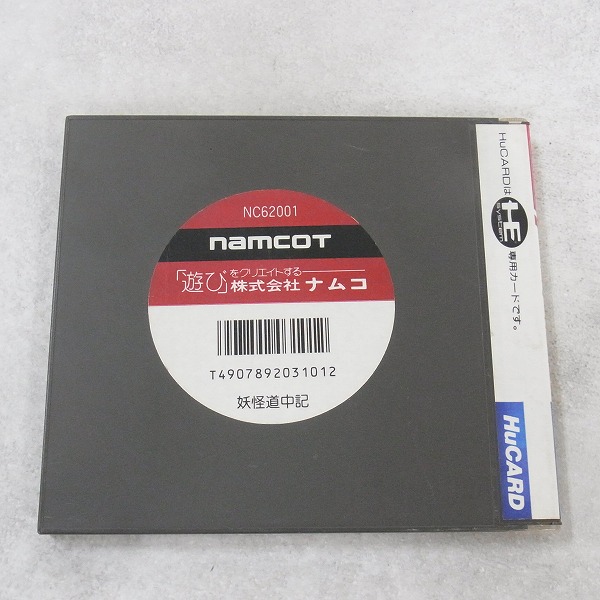 NC62001
namcot
「遊び」をクリエイトする
株式会社ナムコ
T4907892031012
妖怪道中記
HuCARDは
HE
system
専用カードです。
HuCARD